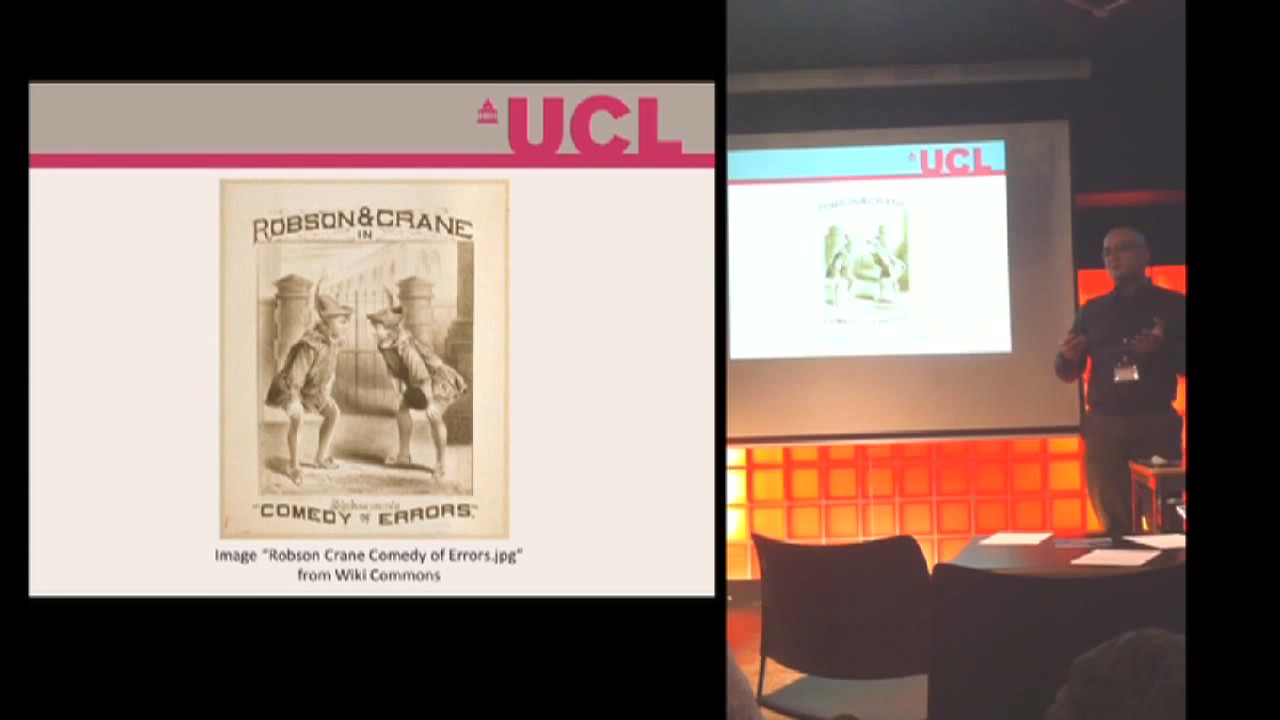 UCL
ROBSON & CRANE
IN
Shakespeare's
"COMEDY OF ERRORS."
Image "Robson Crane Comedy of Errors.jpg"
from Wiki Commons
UCL
ROBSON & CRANE